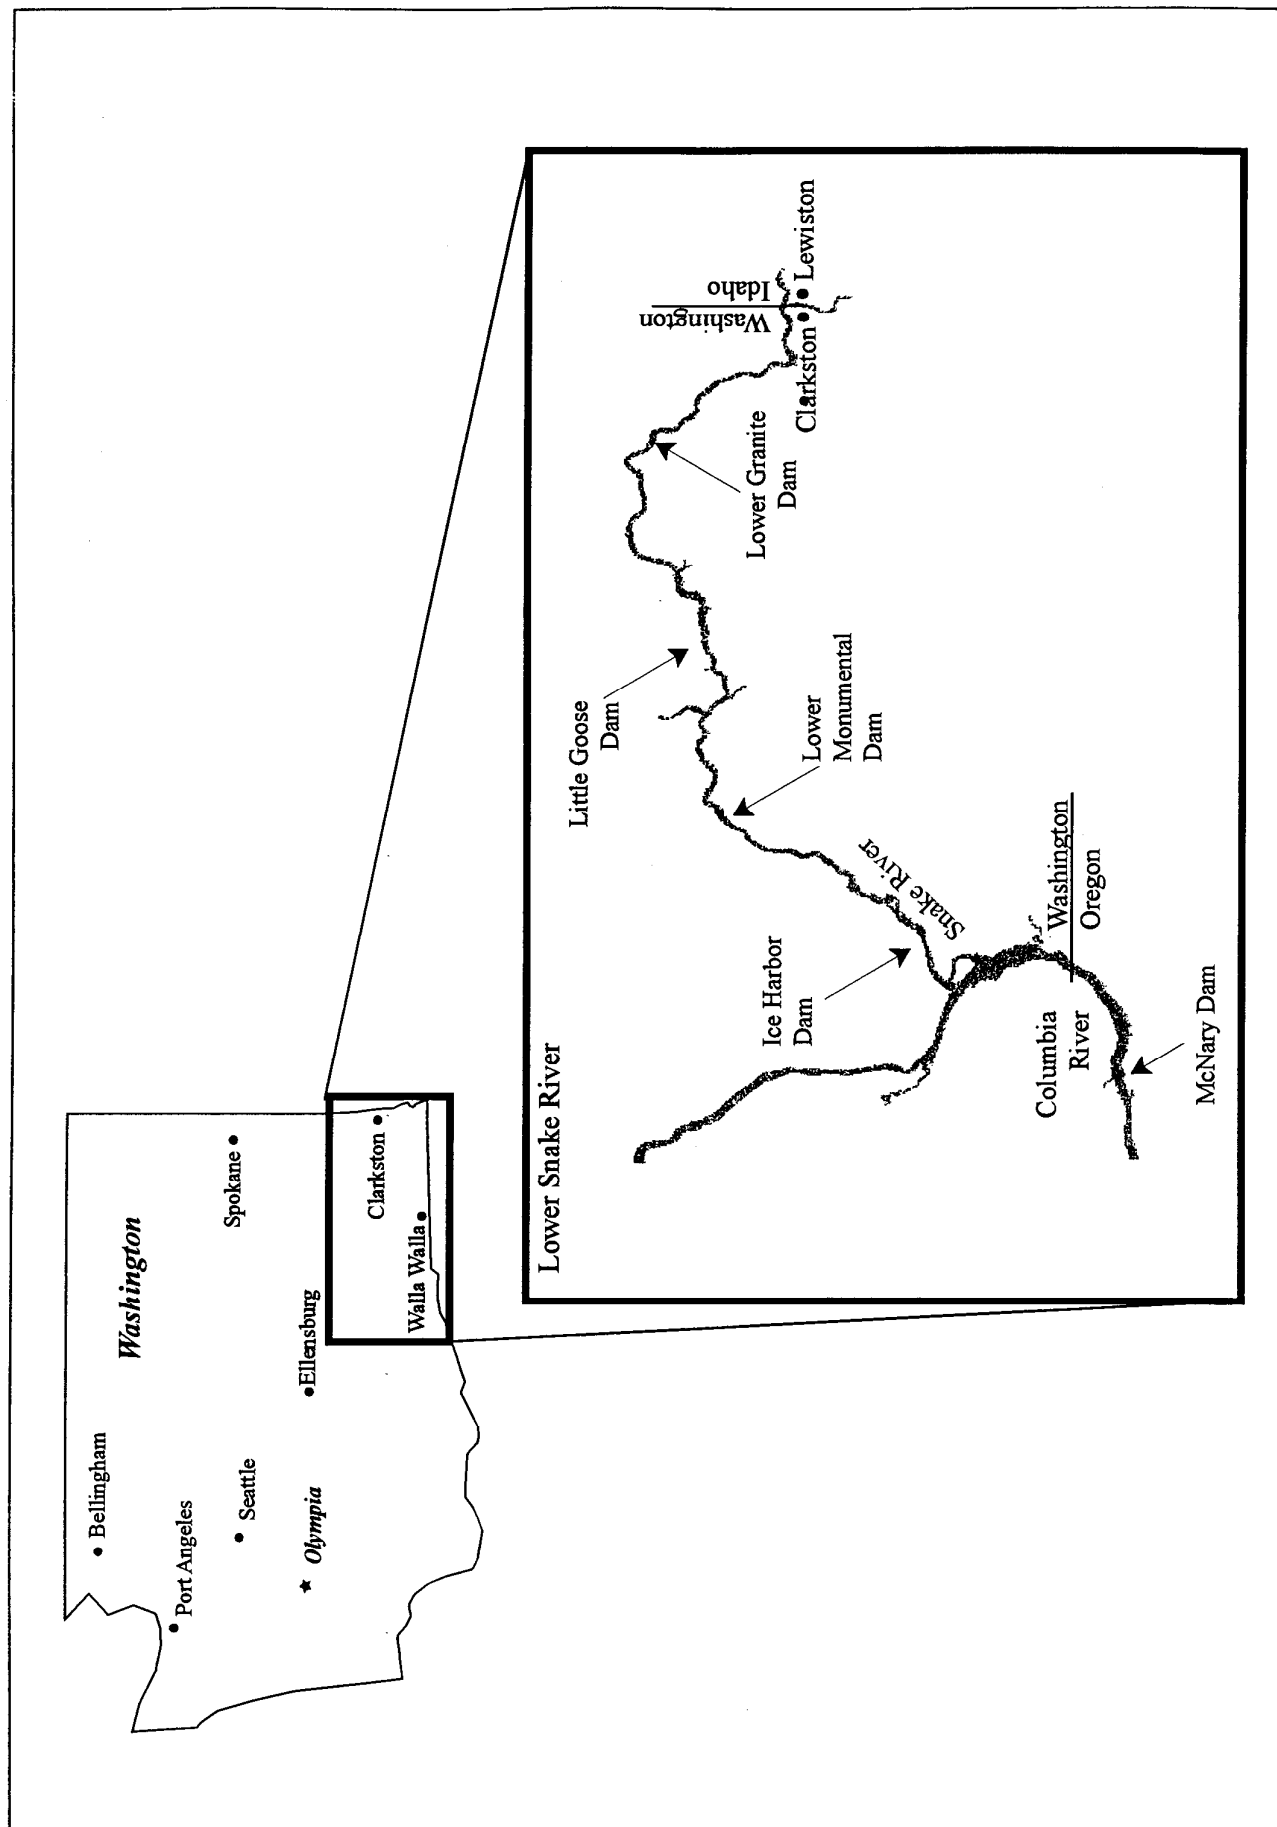 Bellingham
Port Angeles
Seattle
Olympia
Washington
Spokane
Ellensburg
Clarkston
Walla Walla
Lower Snake River
Little Goose
Dam
Lower Granite
Dam
Washington
Idaho
Clarkston
Lewiston
Lower
Monumental
Dam
Ice Harbor
Dam
Snake River
Columbia
River
Washington
Oregon
McNary Dam